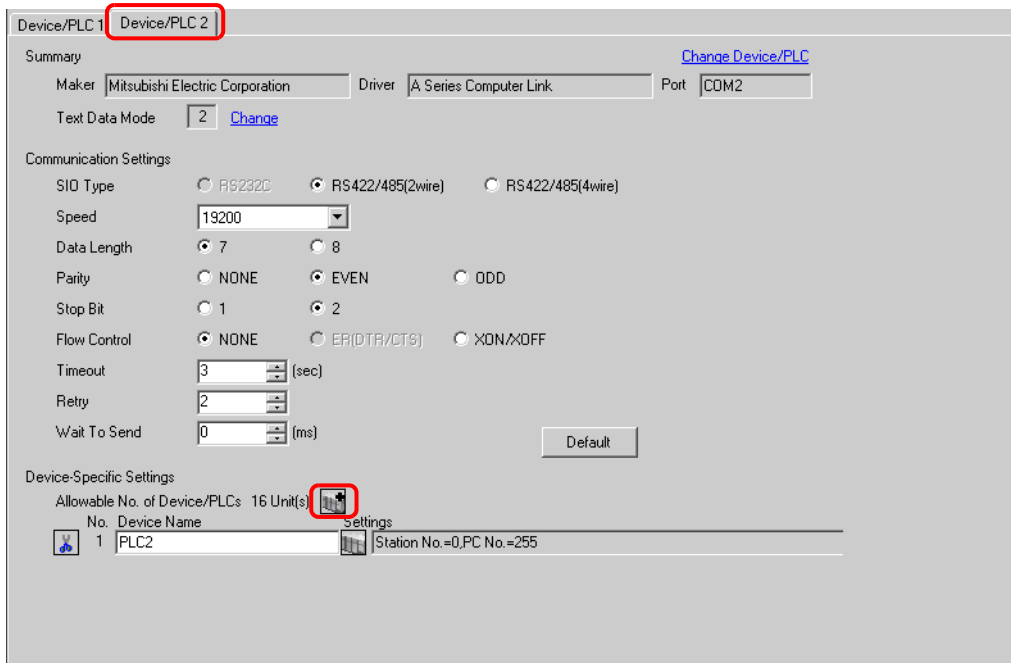 Device/PLC 1 Device/PLC 2
Summary Change Device/PLC
Maker Mitsubishi Electric Corporation Driver A Series Computer Link Port COM2
Text Data Mode 2 Change
Communication Settings
SIO Type RS232C RS422/485(2wire) RS422/485(4wire)
Speed 19200
Data Length 7 8
Parity NONE EVEN ODD
Stop Bit 1 2
Flow Control NONE ER(DTR/CTS) XON/XOFF
Timeout 3 (sec)
Retry 2
Wait To Send 0 (ms) Default
Device-Specific Settings
Allowable No. of Device/PLCs 16 Unit(s)
No. Device Name Settings
1 PLC2 Station No.=0,PC No.=255